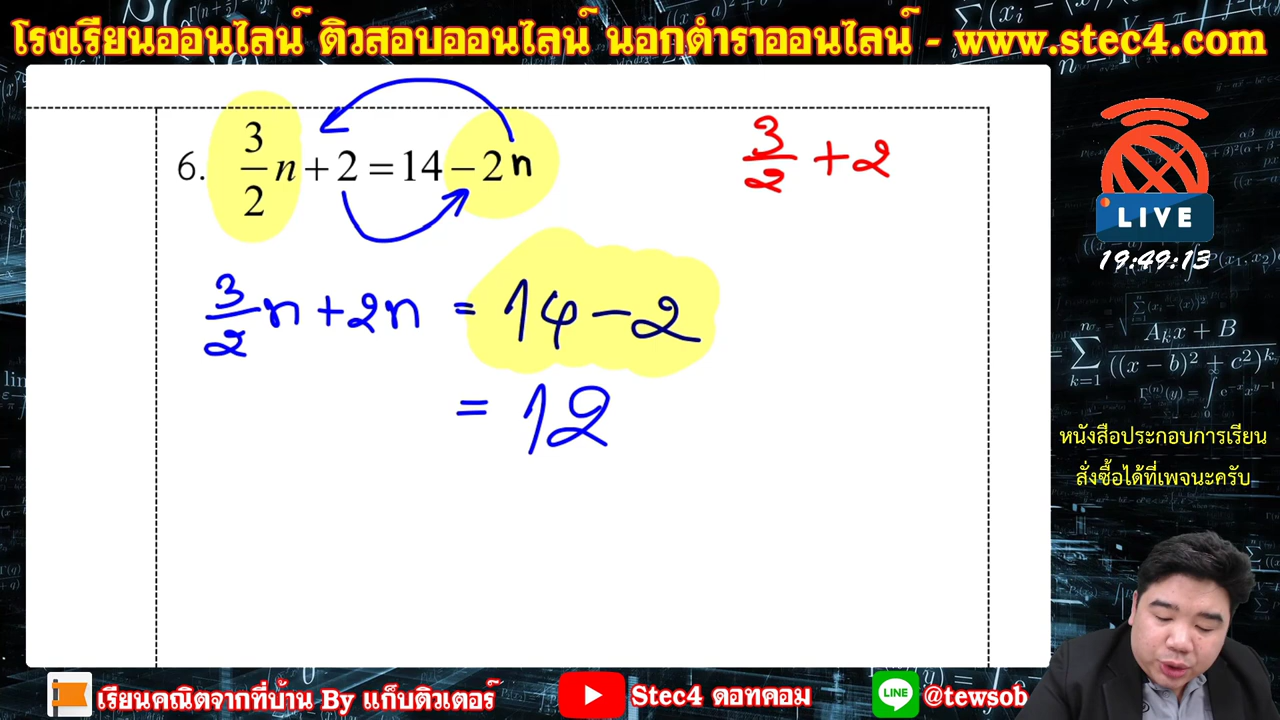 โรงเรียนออนไลน์ ติวสอบออนไลน์ นอกตำราออนไลน์ - www.stec4.com
6. 3/2 n + 2 = 14 − 2n
3/2 + 2
LIVE
19:49:13
3/2 n + 2n = 14 − 2
= 12
A_k x + B
((x − b)² + c²)^k
k=1
หนังสือประกอบการเรียน
สั่งซื้อได้ที่เพจนะครับ
เรียนคณิตจากที่บ้าน By แก็บติวเตอร์
Stec4 ดอทคอม
LINE
@tewsob